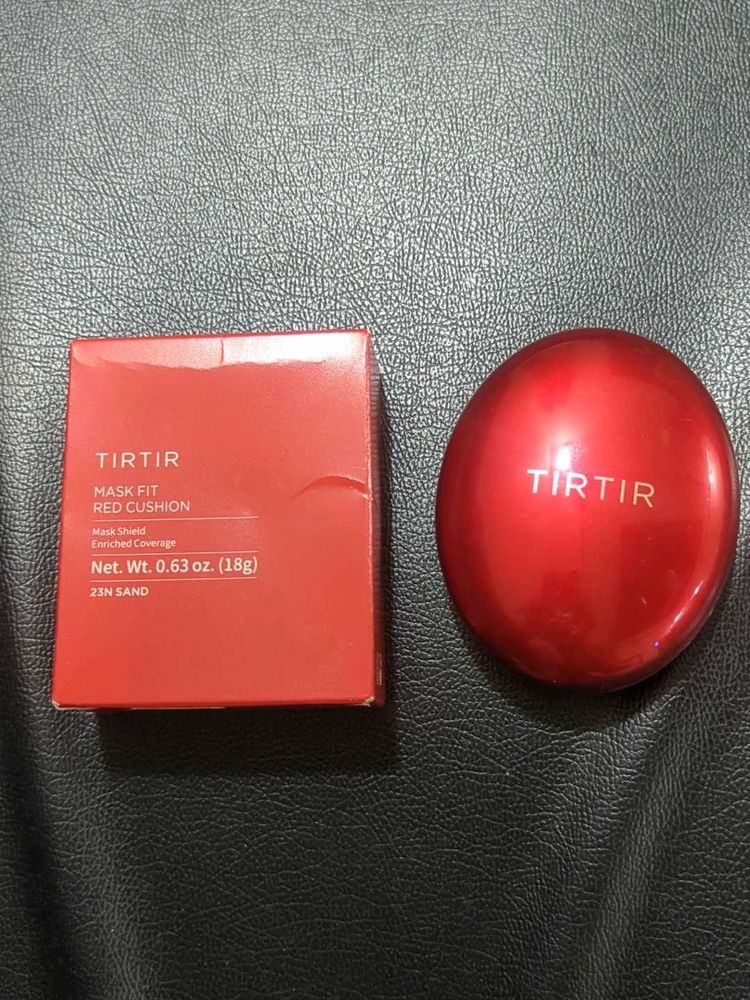 TIRTIR
MASK FIT
RED CUSHION
Mask Shield
Enriched Coverage
Net. Wt. 0.63 oz. (18g)
23N SAND
TIRTIR